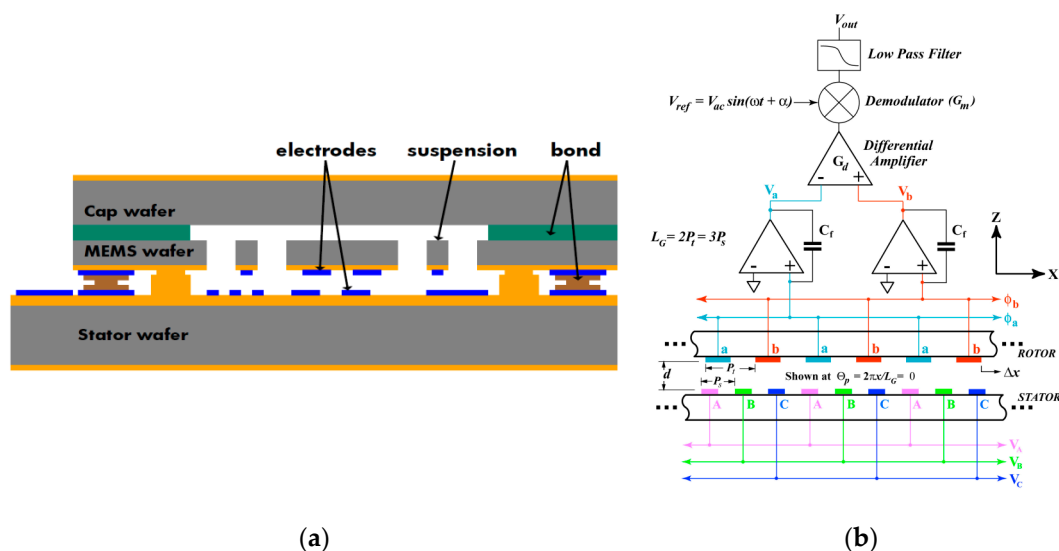 electrodes suspension bond
Cap wafer
MEMS wafer
Stator wafer
(a)
V_out
Low Pass Filter
V_ref = V_ac sin(ωt + α)
Demodulator (G_m)
Differential
Amplifier
G_d
- +
V_a V_b
L_G = 2P_t = 3P_s
C_f C_f
- + - +
Z
X
ϕ_b
ϕ_a
a b a b a b
ROTOR
d P_t Shown at Θ_p = 2πx/L_G = 0 Δx
P_s
STATOR
A B C A B C A B C
V_A
V_B
V_C
(b)